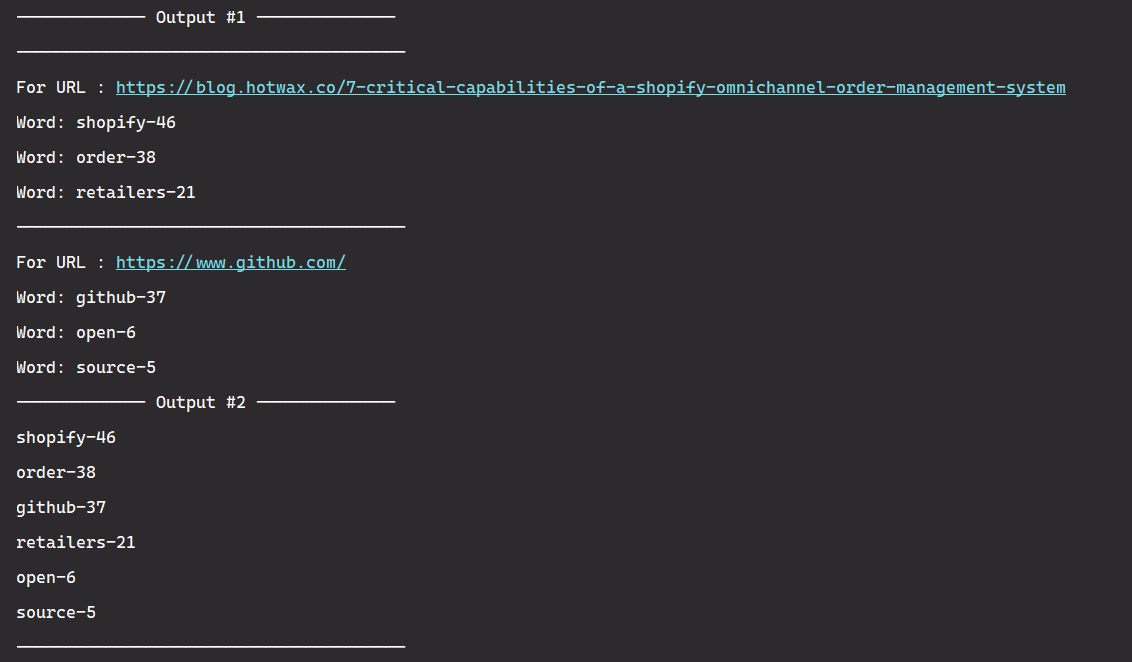 ------------- Output #1 --------------
---------------------------------------
For URL : https://blog.hotwax.co/7-critical-capabilities-of-a-shopify-omnichannel-order-management-system
Word: shopify-46
Word: order-38
Word: retailers-21
---------------------------------------
For URL : https://www.github.com/
Word: github-37
Word: open-6
Word: source-5
------------- Output #2 --------------
shopify-46
order-38
github-37
retailers-21
open-6
source-5
---------------------------------------